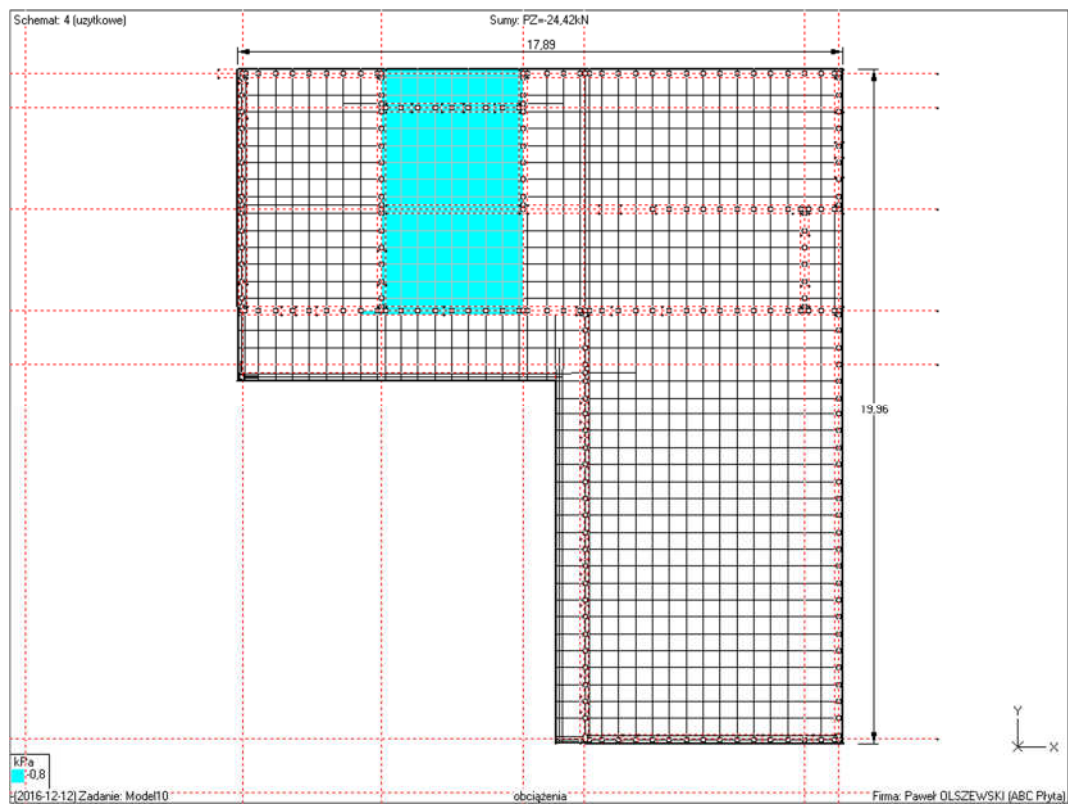 Schemat: 4 (uzytkowe)
Sumy: PZ=-24,42kN
17,89
19,96
Y
X
kPa
-0,8
-(2016-12-12) Zadanie: Model10
obciążenia
Firma: Paweł OLSZEWSKI (ABC Płyta)